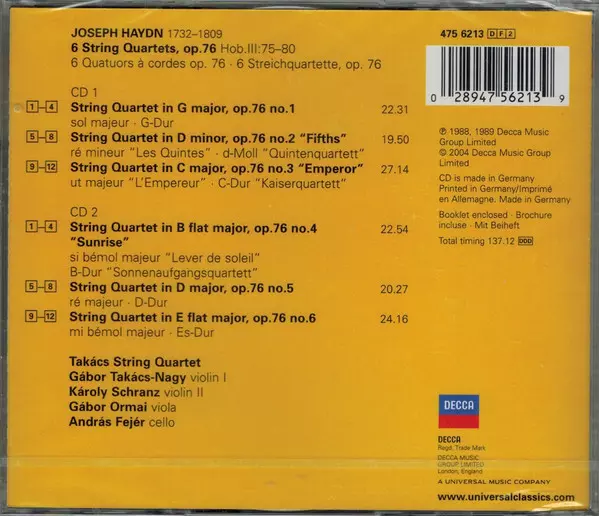 JOSEPH HAYDN 1732–1809
6 String Quartets, op.76 Hob.III:75–80
6 Quatuors à cordes op. 76 · 6 Streichquartette, op. 76
CD 1
1–4 String Quartet in G major, op.76 no.1 22.31
sol majeur · G-Dur
5–8 String Quartet in D minor, op.76 no.2 “Fifths” 19.50
ré mineur “Les Quintes” · d-Moll “Quintenquartett”
9–12 String Quartet in C major, op.76 no.3 “Emperor” 27.14
ut majeur “L’Empereur” · C-Dur “Kaiserquartett”
CD 2
1–4 String Quartet in B flat major, op.76 no.4 22.54
“Sunrise”
si bémol majeur “Lever de soleil”
B-Dur “Sonnenaufgangsquartett”
5–8 String Quartet in D major, op.76 no.5 20.27
ré majeur · D-Dur
9–12 String Quartet in E flat major, op.76 no.6 24.16
mi bémol majeur · Es-Dur
Takács String Quartet
Gábor Takács-Nagy violin I
Károly Schranz violin II
Gábor Ormai viola
András Fejér cello
475 6213 DF2
0 28947 56213 9
℗ 1988, 1989 Decca Music
Group Limited
© 2004 Decca Music Group
Limited
CD is made in Germany
Printed in Germany/Imprimé
en Allemagne. Made in Germany
Booklet enclosed · Brochure
incluse · Mit Beiheft
Total timing 137.12 DDD
DECCA
DECCA
Regd. Trade Mark
DECCA MUSIC
GROUP LIMITED
London, England
A UNIVERSAL MUSIC COMPANY
www.universalclassics.com